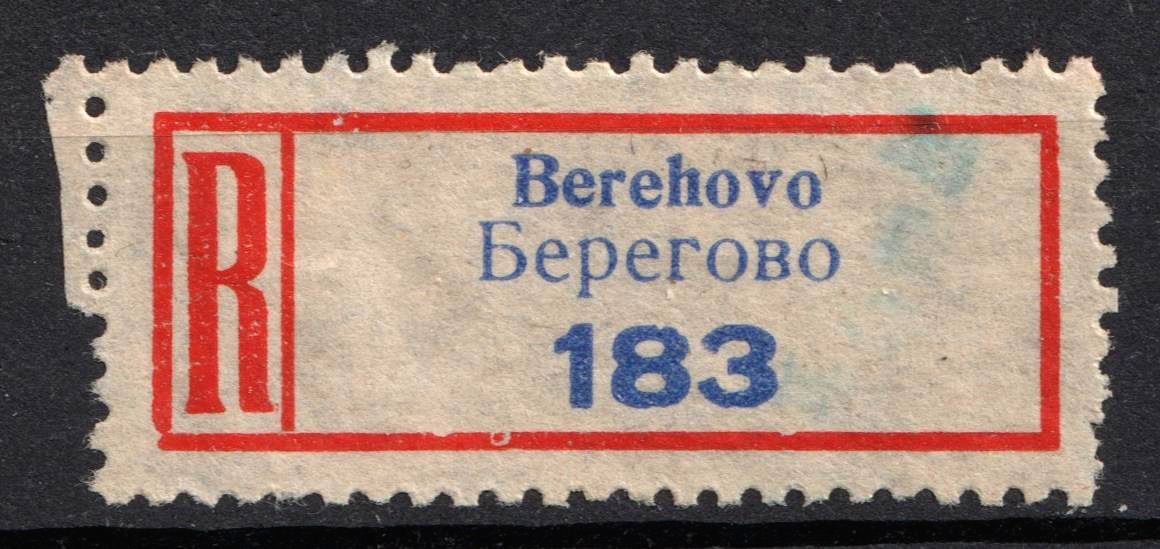 R
Berehovo
Берегово
183